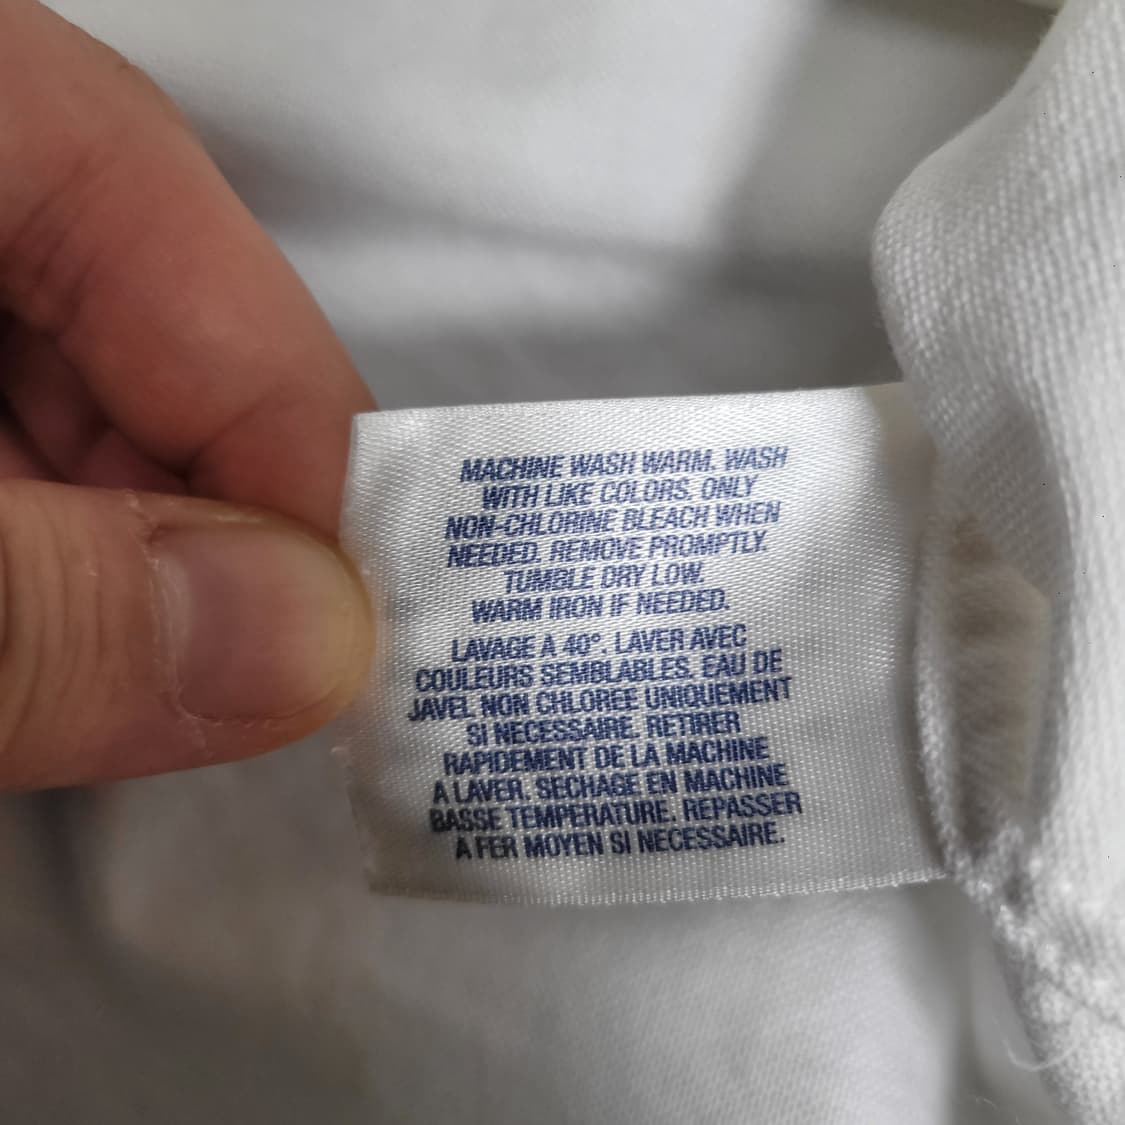 MACHINE WASH WARM. WASH
WITH LIKE COLORS. ONLY
NON-CHLORINE BLEACH WHEN
NEEDED. REMOVE PROMPTLY.
TUMBLE DRY LOW.
WARM IRON IF NEEDED.
LAVAGE A 40°. LAVER AVEC
COULEURS SEMBLABLES. EAU DE
JAVEL NON CHLOREE UNIQUEMENT
SI NECESSAIRE. RETIRER
RAPIDEMENT DE LA MACHINE
A LAVER. SECHAGE EN MACHINE
BASSE TEMPERATURE. REPASSER
A FER MOYEN SI NECESSAIRE.